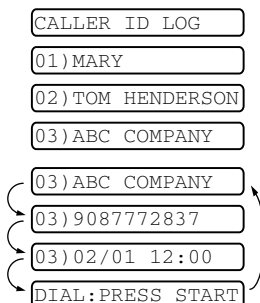 CALLER ID LOG
01)MARY
02)TOM HENDERSON
03)ABC COMPANY
03)ABC COMPANY
03)9087772837
03)02/01 12:00
DIAL:PRESS START